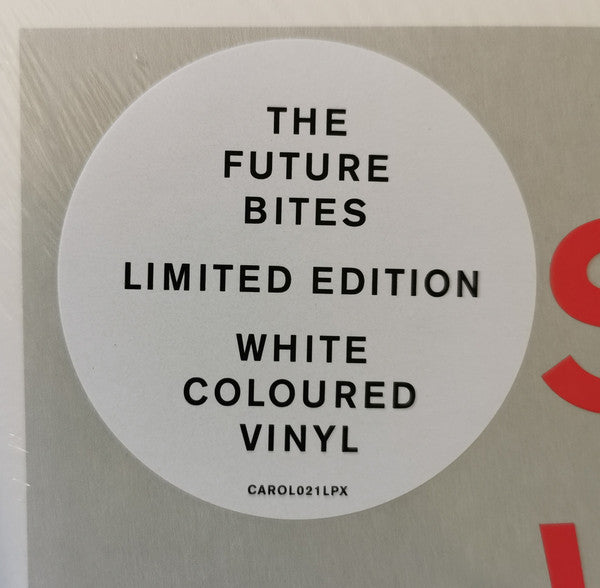 THE
FUTURE
BITES
LIMITED EDITION
WHITE
COLOURED
VINYL
CAROL021LPX
S